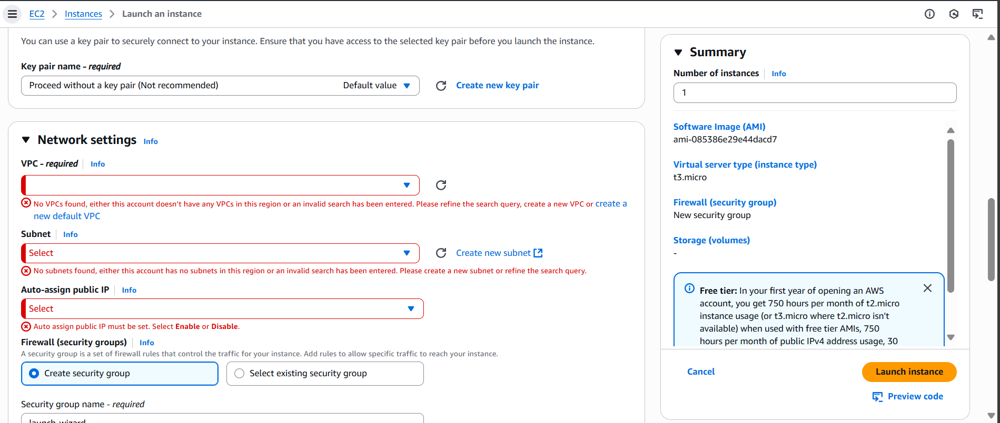 EC2 > Instances > Launch an instance
You can use a key pair to securely connect to your instance. Ensure that you have access to the selected key pair before you launch the instance.
Key pair name - required
Proceed without a key pair (Not recommended) Default value
Create new key pair
Network settings Info
VPC - required Info
No VPCs found, either this account doesn't have any VPCs in this region or an invalid search has been entered. Please refine the search query, create a new VPC or create a
new default VPC
Subnet Info
Select
Create new subnet
No subnets found, either this account has no subnets in this region or an invalid search has been entered. Please create a new subnet or refine the search query.
Auto-assign public IP Info
Select
Auto assign public IP must be set. Select Enable or Disable.
Firewall (security groups) Info
A security group is a set of firewall rules that control the traffic for your instance. Add rules to allow specific traffic to reach your instance.
Create security group
Select existing security group
Security group name - required
launch-wizard
Summary
Number of instances Info
1
Software Image (AMI)
ami-085386e29e44dacd7
Virtual server type (instance type)
t3.micro
Firewall (security group)
New security group
Storage (volumes)
-
Free tier: In your first year of opening an AWS
account, you get 750 hours per month of t2.micro
instance usage (or t3.micro where t2.micro isn't
available) when used with free tier AMIs, 750
hours per month of public IPv4 address usage, 30
Cancel
Launch instance
Preview code